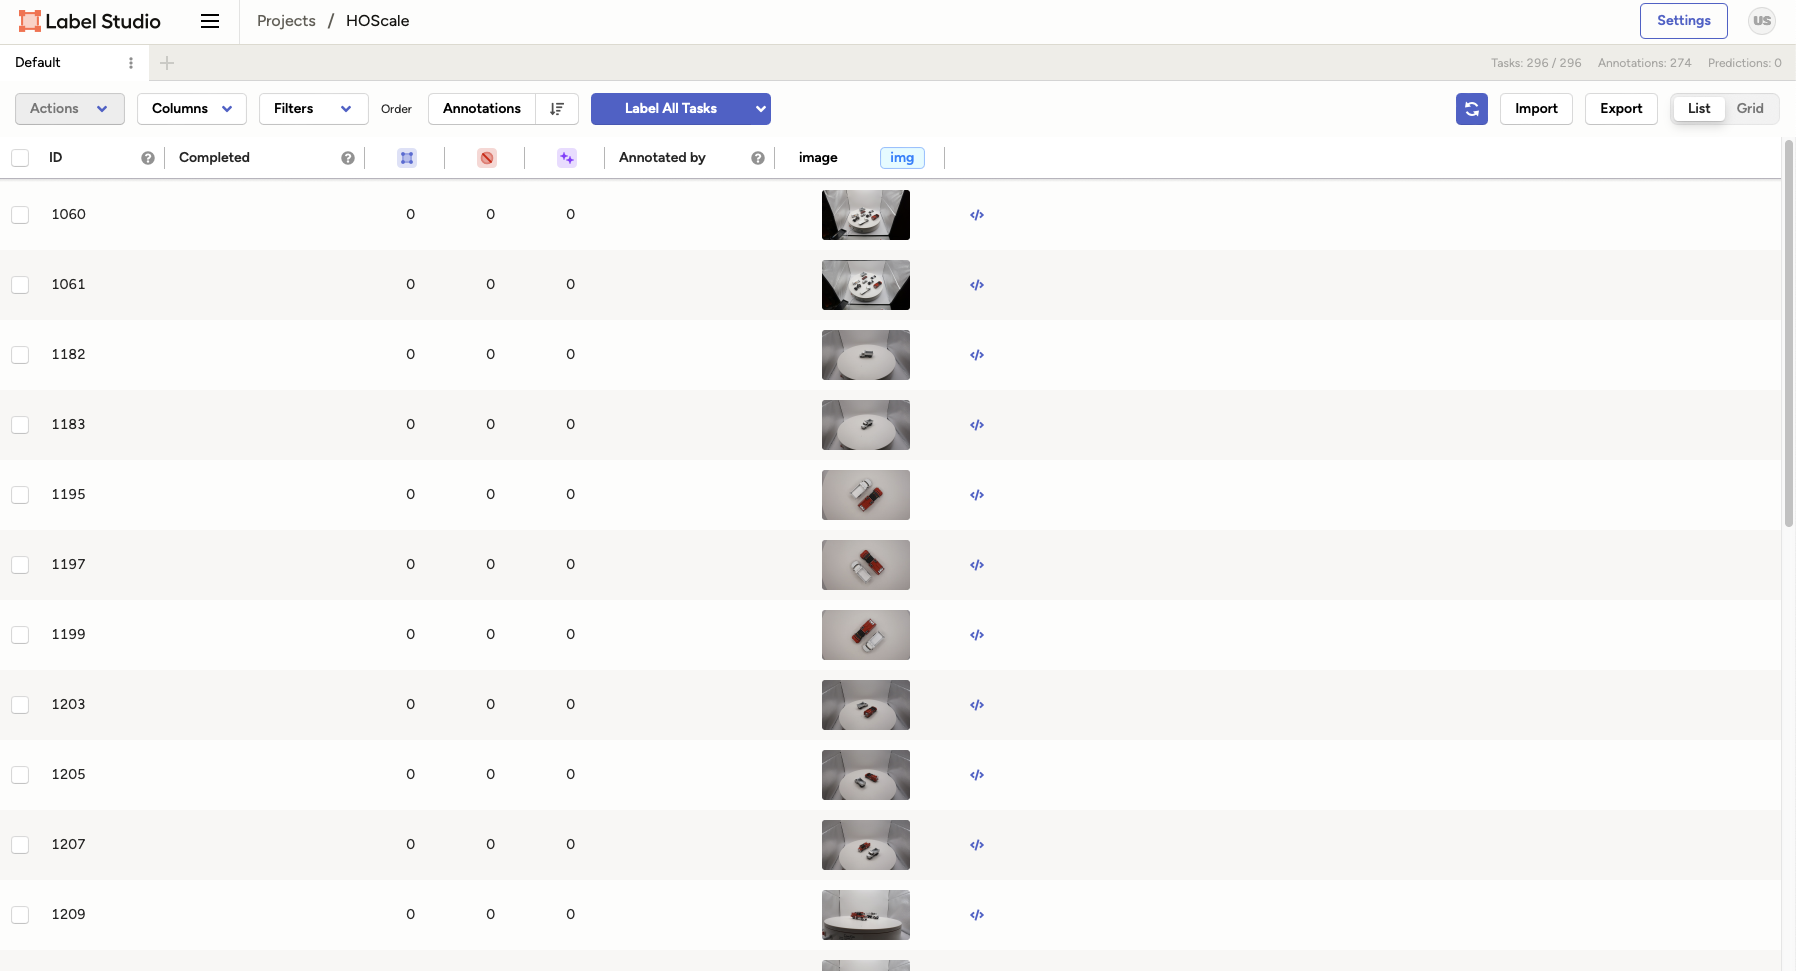 Label Studio Projects / HOScale Settings US
Default Tasks: 296 / 296 Annotations: 274 Predictions: 0
Actions Columns Filters Order Annotations Label All Tasks Import Export List Grid
ID ? Completed ? Annotated by ? image img
1060 0 0 0 </>
1061 0 0 0 </>
1182 0 0 0 </>
1183 0 0 0 </>
1195 0 0 0 </>
1197 0 0 0 </>
1199 0 0 0 </>
1203 0 0 0 </>
1205 0 0 0 </>
1207 0 0 0 </>
1209 0 0 0 </>